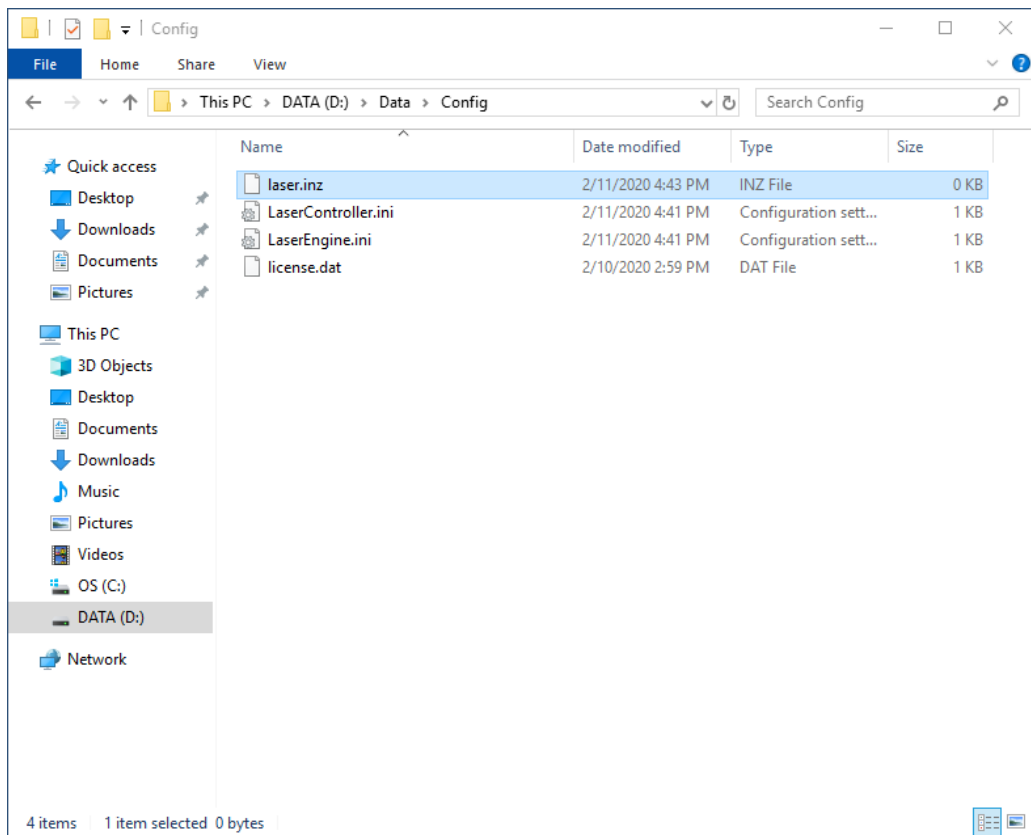 Config
File Home Share View
This PC > DATA (D:) > Data > Config Search Config
Name Date modified Type Size
laser.inz 2/11/2020 4:43 PM INZ File 0 KB
LaserController.ini 2/11/2020 4:41 PM Configuration sett... 1 KB
LaserEngine.ini 2/11/2020 4:41 PM Configuration sett... 1 KB
license.dat 2/10/2020 2:59 PM DAT File 1 KB
Quick access
Desktop
Downloads
Documents
Pictures
This PC
3D Objects
Desktop
Documents
Downloads
Music
Pictures
Videos
OS (C:)
DATA (D:)
Network
4 items 1 item selected 0 bytes